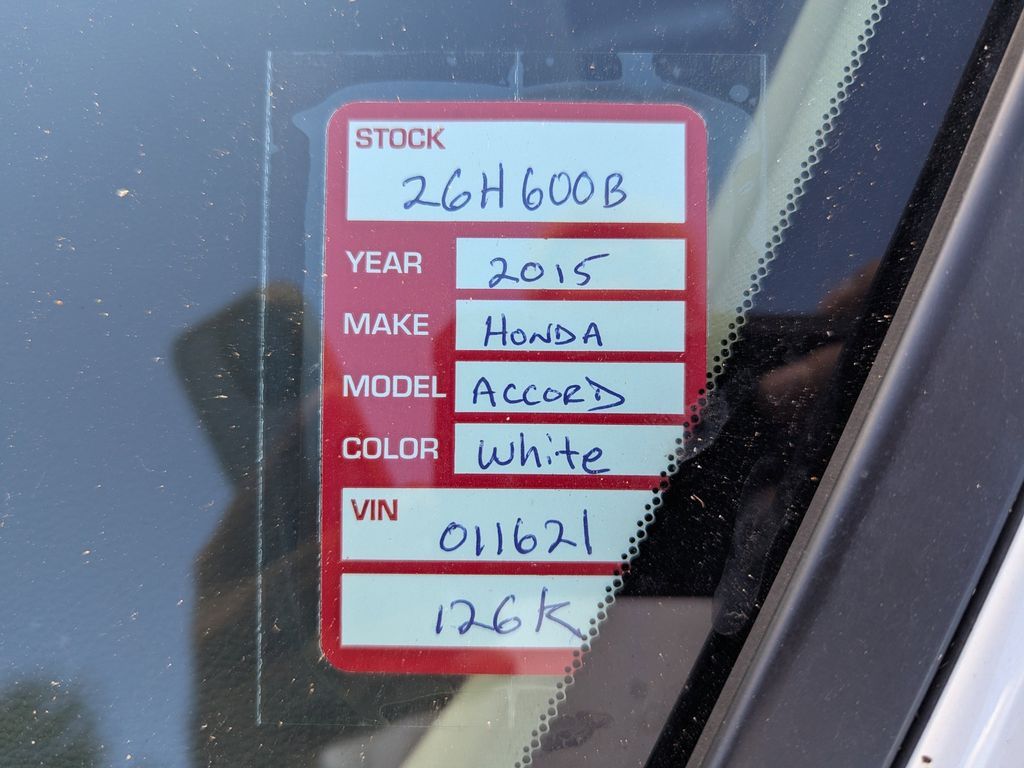 STOCK
26H600B
YEAR 2015
MAKE HONDA
MODEL ACCORD
COLOR White
VIN
011621
126K